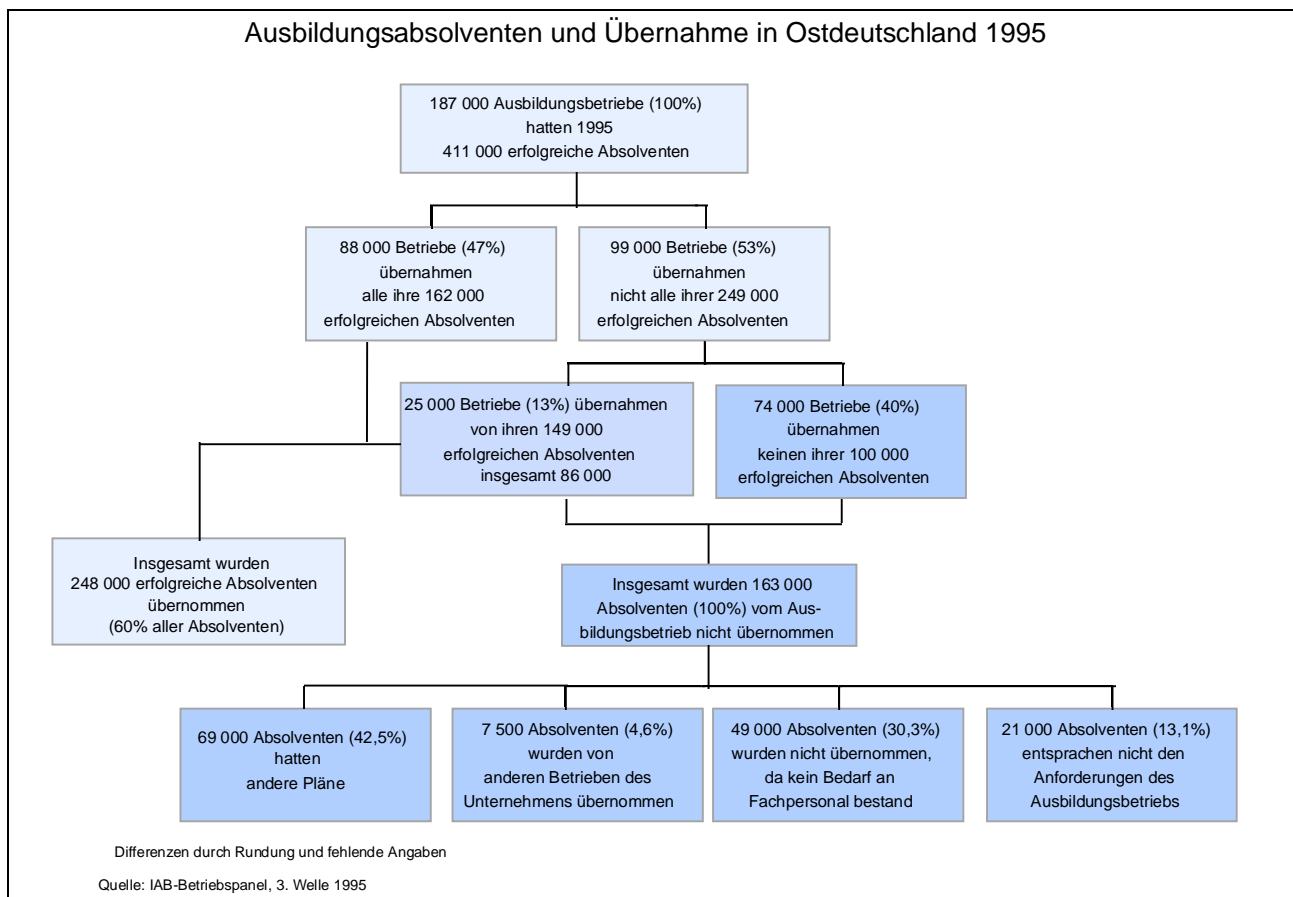 Ausbildungsabsolventen und Übernahme in Ostdeutschland 1995
187 000 Ausbildungsbetriebe (100%)
hatten 1995
411 000 erfolgreiche Absolventen
88 000 Betriebe (47%)
übernahmen
alle ihre 162 000
erfolgreichen Absolventen
99 000 Betriebe (53%)
übernahmen
nicht alle ihrer 249 000
erfolgreichen Absolventen
25 000 Betriebe (13%) übernahmen
von ihren 149 000
erfolgreichen Absolventen
insgesamt 86 000
74 000 Betriebe (40%)
übernahmen
keinen ihrer 100 000
erfolgreichen Absolventen
Insgesamt wurden
248 000 erfolgreiche Absolventen
übernommen
(60% aller Absolventen)
Insgesamt wurden 163 000
Absolventen (100%) vom Aus-
bildungsbetrieb nicht übernommen
69 000 Absolventen (42,5%)
hatten
andere Pläne
7 500 Absolventen (4,6%)
wurden von
anderen Betrieben des
Unternehmens übernommen
49 000 Absolventen (30,3%)
wurden nicht übernommen,
da kein Bedarf an
Fachpersonal bestand
21 000 Absolventen (13,1%)
entsprachen nicht den
Anforderungen des
Ausbildungsbetriebs
Differenzen durch Rundung und fehlende Angaben
Quelle: IAB-Betriebspanel, 3. Welle 1995